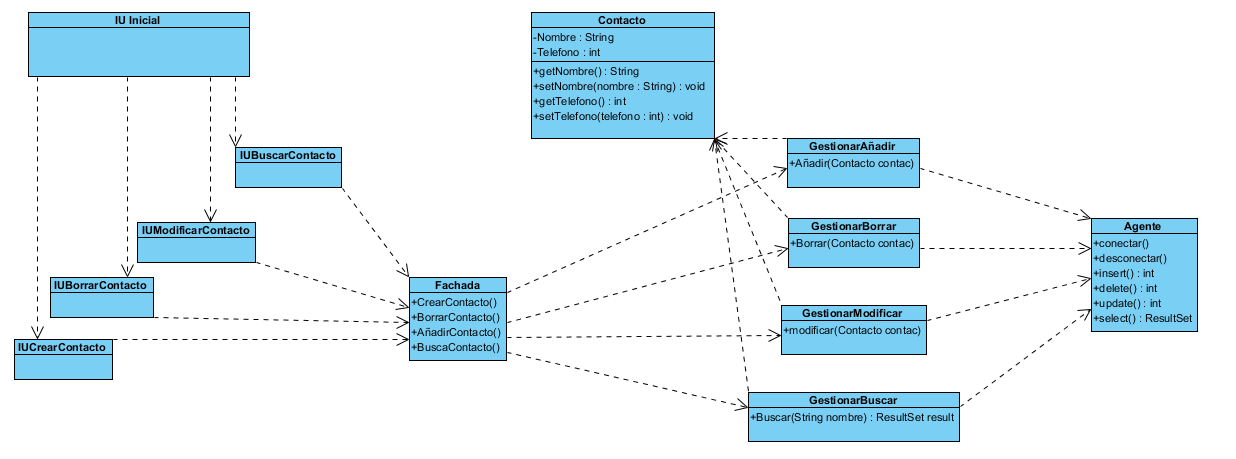 IU Inicial
Contacto
-Nombre : String
-Telefono : int
+getNombre() : String
+setNombre(nombre : String) : void
+getTelefono() : int
+setTelefono(telefono : int) : void
IUBuscarContacto
IUModificarContacto
IUBorrarContacto
IUCrearContacto
Fachada
+CrearContacto()
+BorrarContacto()
+AñadirContacto()
+BuscaContacto()
GestionarAñadir
+Añadir(Contacto contac)
GestionarBorrar
+Borrar(Contacto contac)
GestionarModificar
+modificar(Contacto contac)
GestionarBuscar
+Buscar(String nombre) : ResultSet result
Agente
+conectar()
+desconectar()
+insert() : int
+delete() : int
+update() : int
+select() : ResultSet